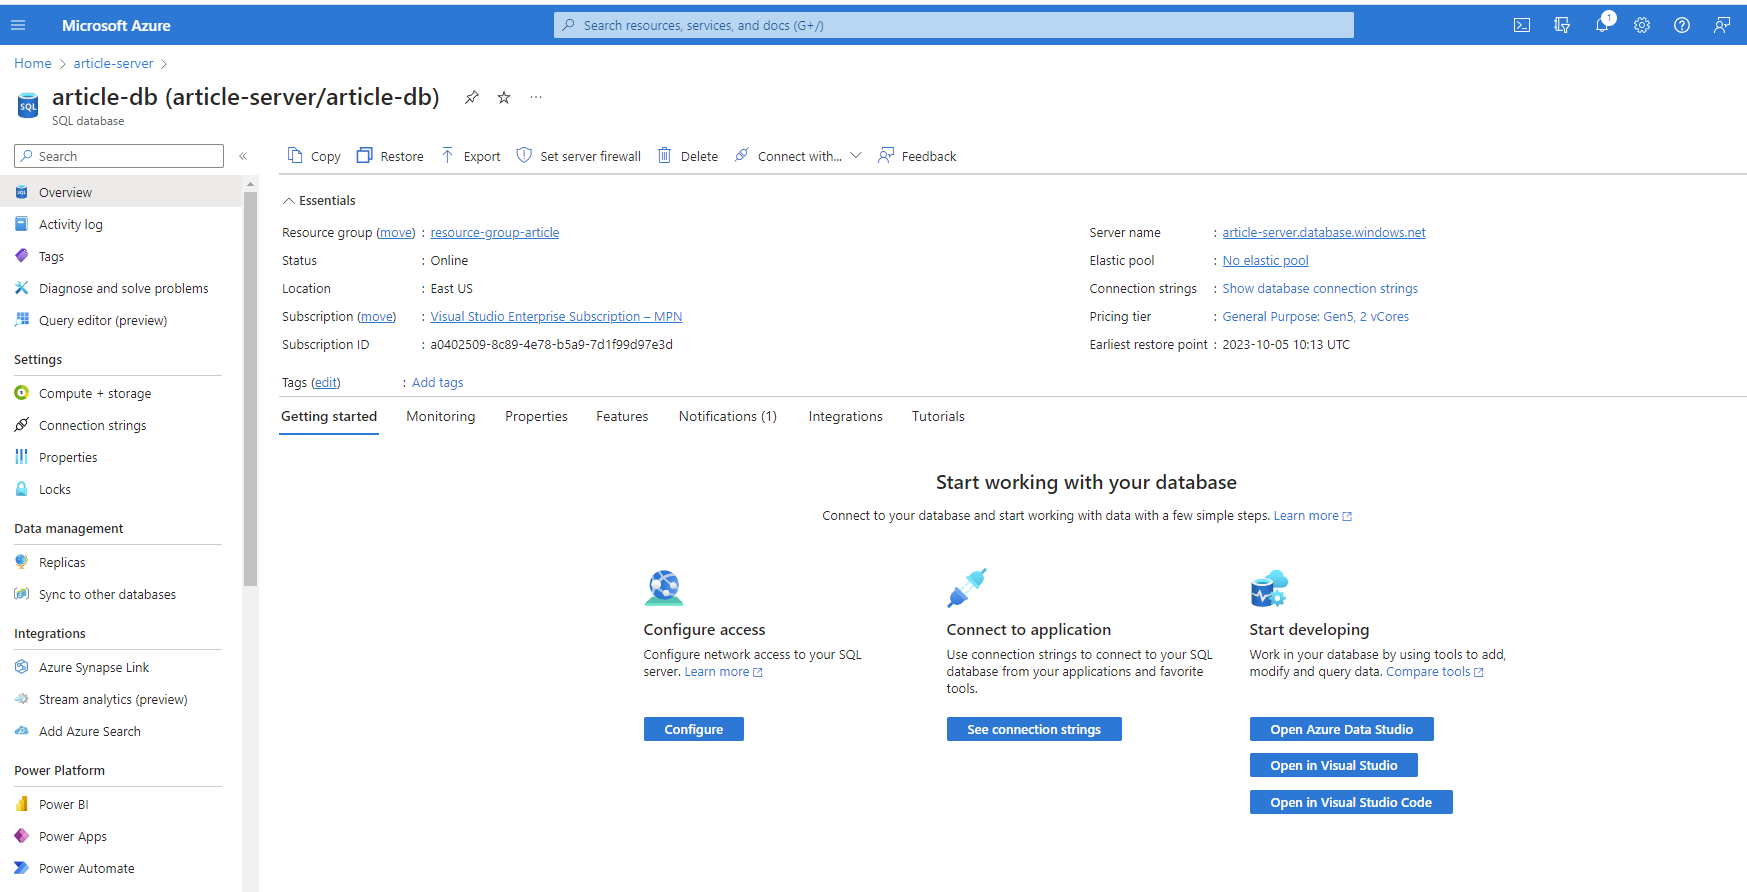 Microsoft Azure
Search resources, services, and docs (G+/)
1
Home > article-server >
SQL
article-db (article-server/article-db)
...
SQL database
Search
«
Copy
Restore
Export
Set server firewall
Delete
Connect with...
Feedback
Overview
Activity log
Tags
Diagnose and solve problems
Query editor (preview)
Settings
Compute + storage
Connection strings
Properties
Locks
Data management
Replicas
Sync to other databases
Integrations
Azure Synapse Link
Stream analytics (preview)
Add Azure Search
Power Platform
Power BI
Power Apps
Power Automate
Essentials
Resource group (move) : resource-group-article
Status : Online
Location : East US
Subscription (move) : Visual Studio Enterprise Subscription – MPN
Subscription ID : a0402509-8c89-4e78-b5a9-7d1f99d97e3d
Server name : article-server.database.windows.net
Elastic pool : No elastic pool
Connection strings : Show database connection strings
Pricing tier : General Purpose: Gen5, 2 vCores
Earliest restore point : 2023-10-05 10:13 UTC
Tags (edit) : Add tags
Getting started
Monitoring
Properties
Features
Notifications (1)
Integrations
Tutorials
Start working with your database
Connect to your database and start working with data with a few simple steps. Learn more
Configure access
Configure network access to your SQL
server. Learn more
Configure
Connect to application
Use connection strings to connect to your SQL
database from your applications and favorite
tools.
See connection strings
Start developing
Work in your database by using tools to add,
modify and query data. Compare tools
Open Azure Data Studio
Open in Visual Studio
Open in Visual Studio Code